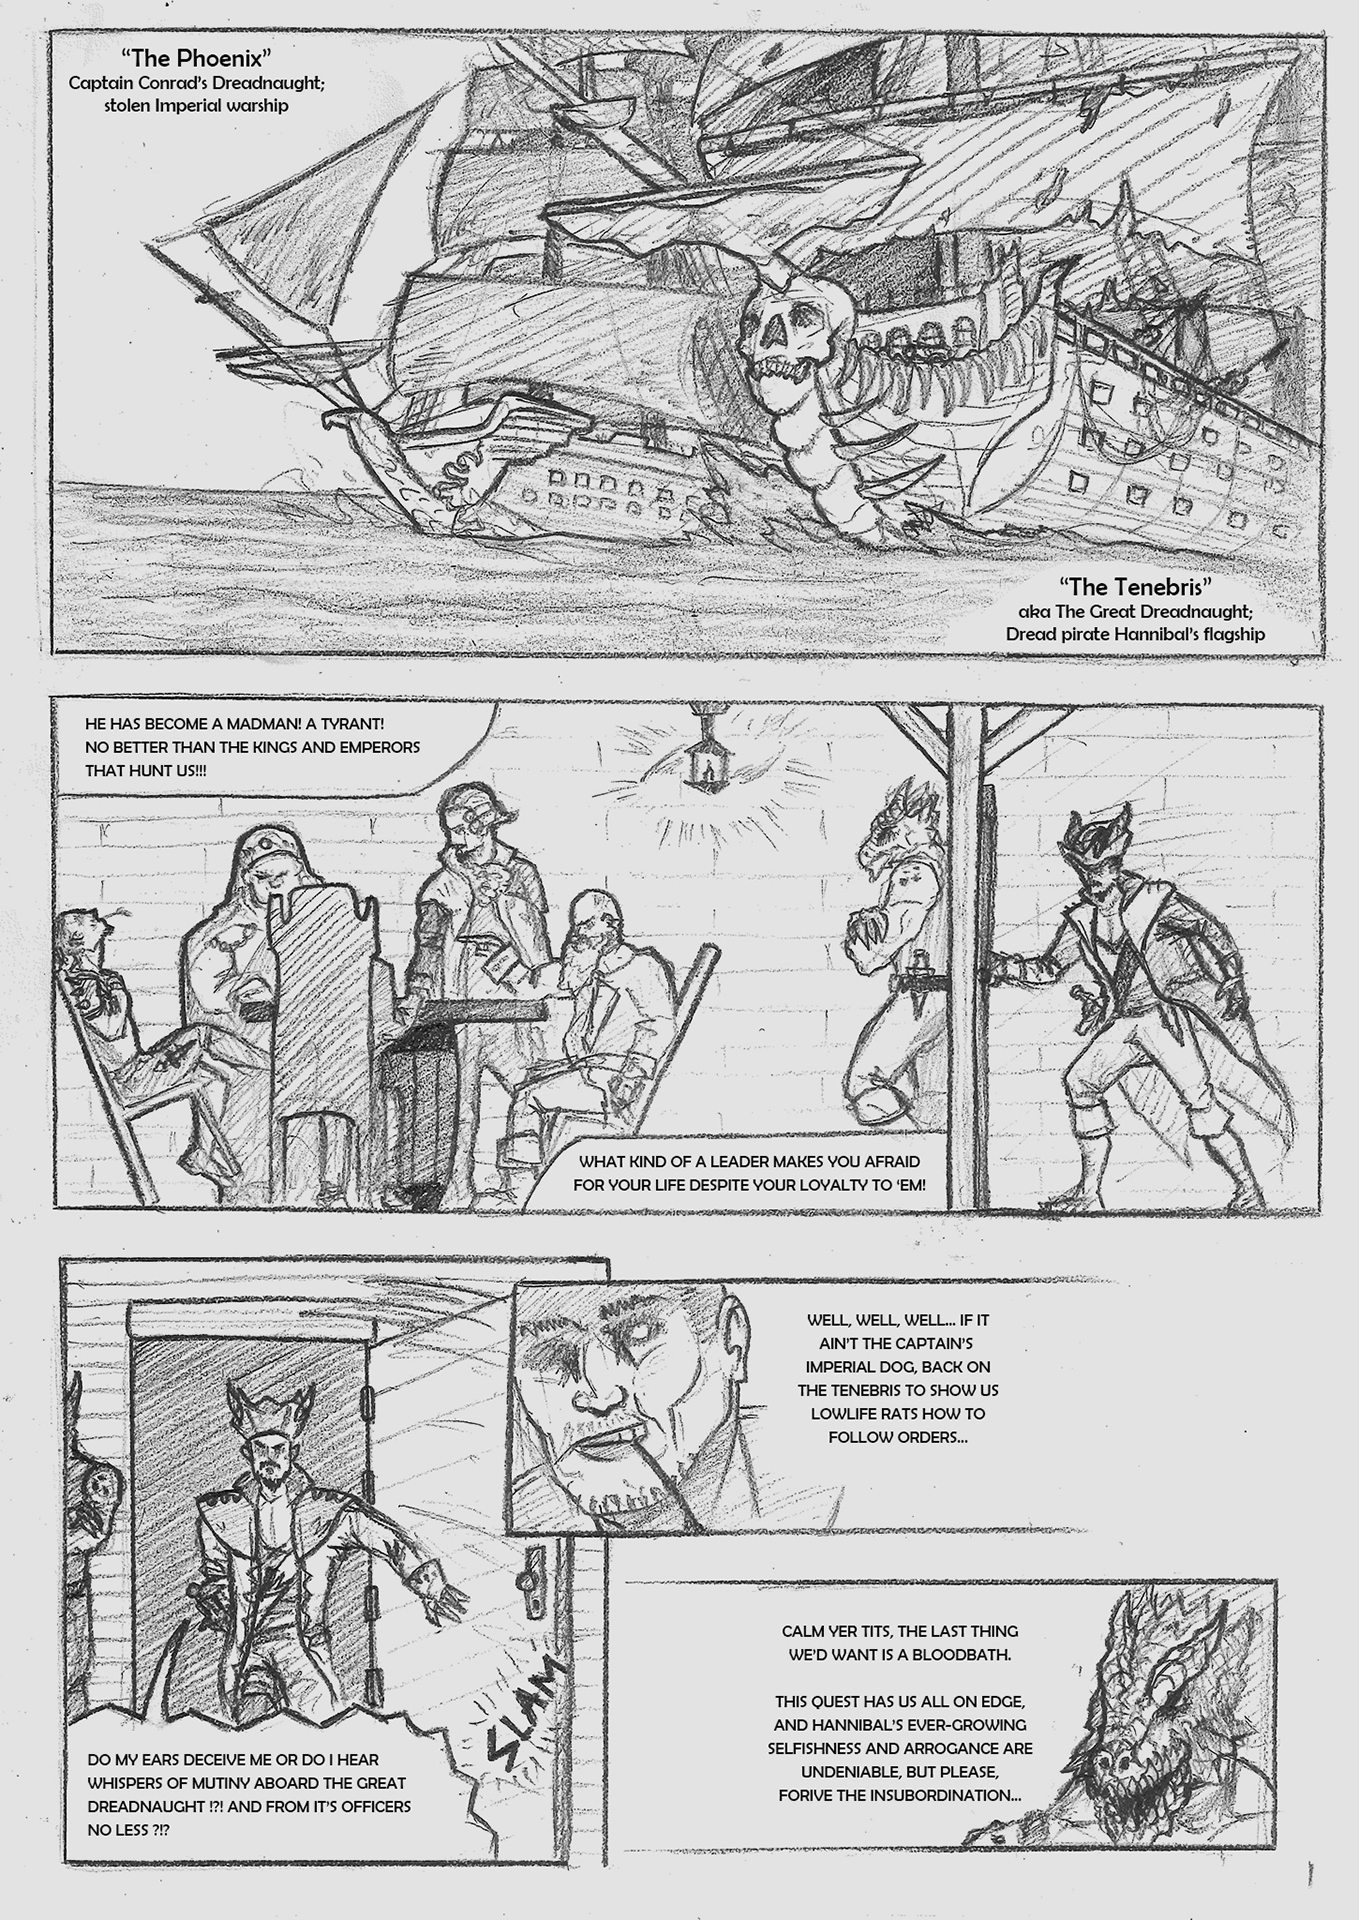 “The Phoenix”
Captain Conrad’s Dreadnaught;
stolen Imperial warship
“The Tenebris”
aka The Great Dreadnaught;
Dread pirate Hannibal’s flagship
HE HAS BECOME A MADMAN! A TYRANT!
NO BETTER THAN THE KINGS AND EMPERORS
THAT HUNT US!!!
WHAT KIND OF A LEADER MAKES YOU AFRAID
FOR YOUR LIFE DESPITE YOUR LOYALTY TO ‘EM!
SLAM
DO MY EARS DECEIVE ME OR DO I HEAR
WHISPERS OF MUTINY ABOARD THE GREAT
DREADNAUGHT !?! AND FROM IT’S OFFICERS
NO LESS ?!?
WELL, WELL, WELL... IF IT
AIN’T THE CAPTAIN’S
IMPERIAL DOG, BACK ON
THE TENEBRIS TO SHOW US
LOWLIFE RATS HOW TO
FOLLOW ORDERS...
CALM YER TITS, THE LAST THING
WE’D WANT IS A BLOODBATH.
THIS QUEST HAS US ALL ON EDGE,
AND HANNIBAL’S EVER-GROWING
SELFISHNESS AND ARROGANCE ARE
UNDENIABLE, BUT PLEASE,
FORIVE THE INSUBORDINATION...
1